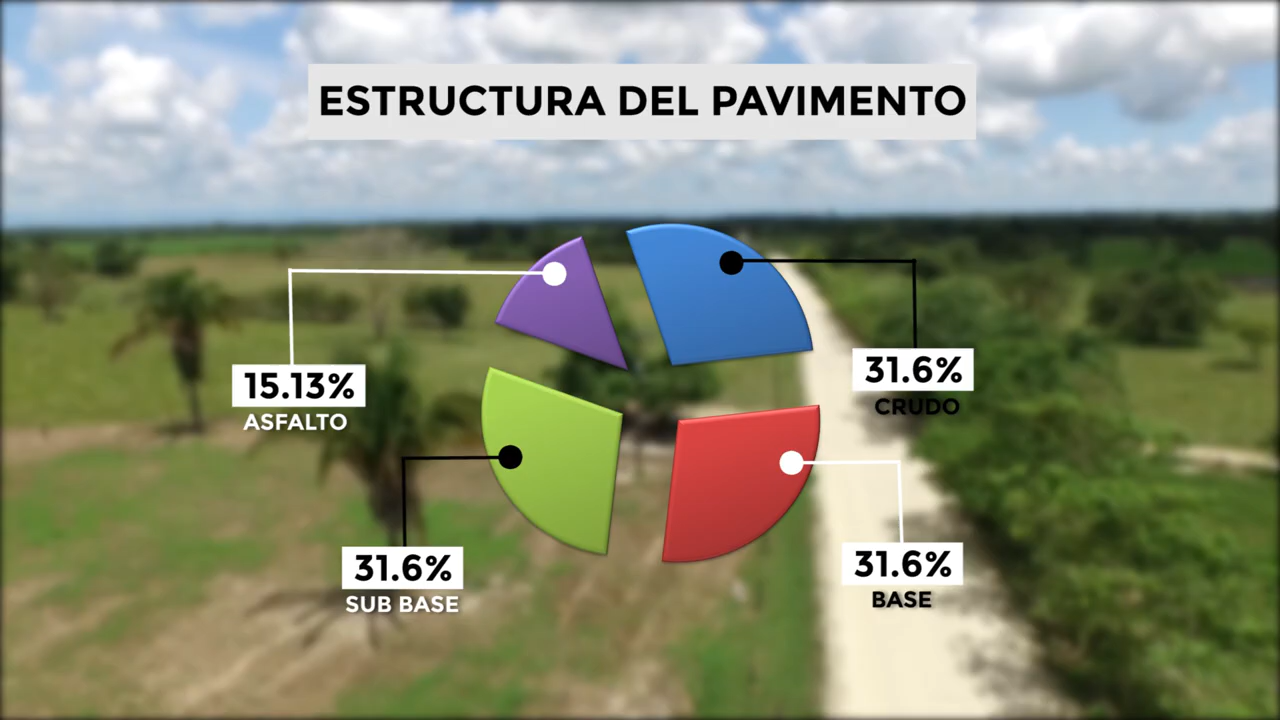 ESTRUCTURA DEL PAVIMENTO
15.13%
ASFALTO
31.6%
CRUDO
31.6%
SUB BASE
31.6%
BASE